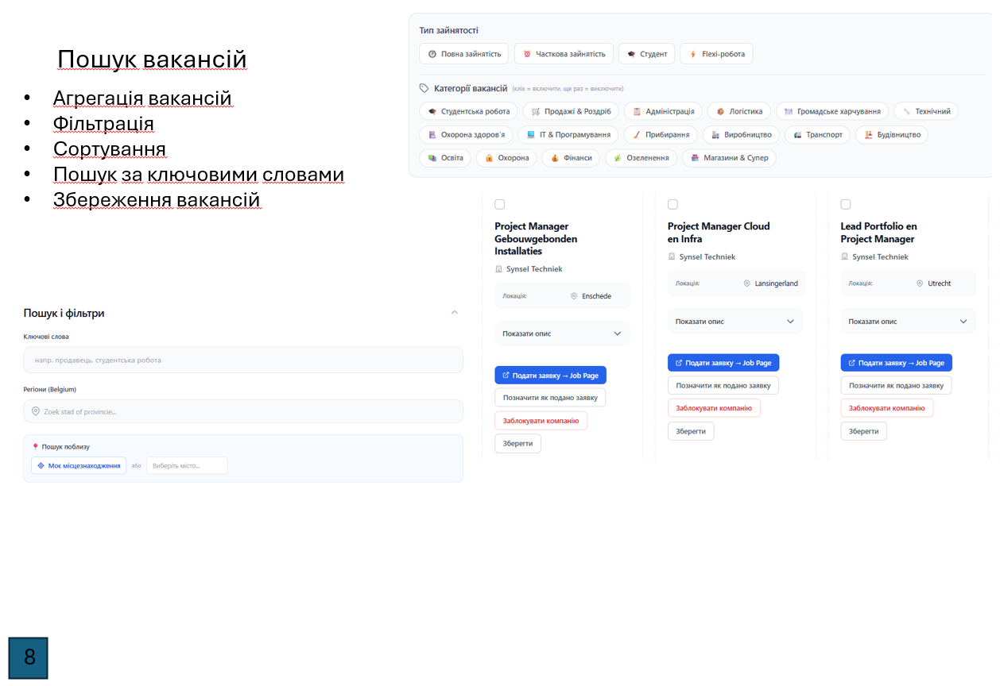 Пошук вакансій
• Агрегація вакансій
• Фільтрація
• Сортування
• Пошук за ключовими словами
• Збереження вакансій
Тип зайнятості
Повна зайнятість
Часткова зайнятість
Студент
Flexi-робота
Категорії вакансій (клік = включити, ще раз = виключити)
Студентська робота
Продажі & Роздріб
Адміністрація
Логістика
Громадське харчування
Технічний
Охорона здоров'я
IT & Програмування
Прибирання
Виробництво
Транспорт
Будівництво
Освіта
Охорона
Фінанси
Озеленення
Магазини & Супер
Project Manager
Gebouwgebonden
Installaties
Synsel Techniek
Локація:
Enschede
Показати опис
Подати заявку → Job Page
Позначити як подано заявку
Заблокувати компанію
Зберегти
Project Manager Cloud
en Infra
Synsel Techniek
Локація:
Lansingerland
Показати опис
Подати заявку → Job Page
Позначити як подано заявку
Заблокувати компанію
Зберегти
Lead Portfolio en
Project Manager
Synsel Techniek
Локація:
Utrecht
Показати опис
Подати заявку → Job Page
Позначити як подано заявку
Заблокувати компанію
Зберегти
Пошук і фільтри
Ключові слова
напр. продавець, студентська робота
Регіони (Belgium)
Zoek stad of provincie...
Пошук поблизу
Моє місцезнаходження
або
Виберіть місто...
8